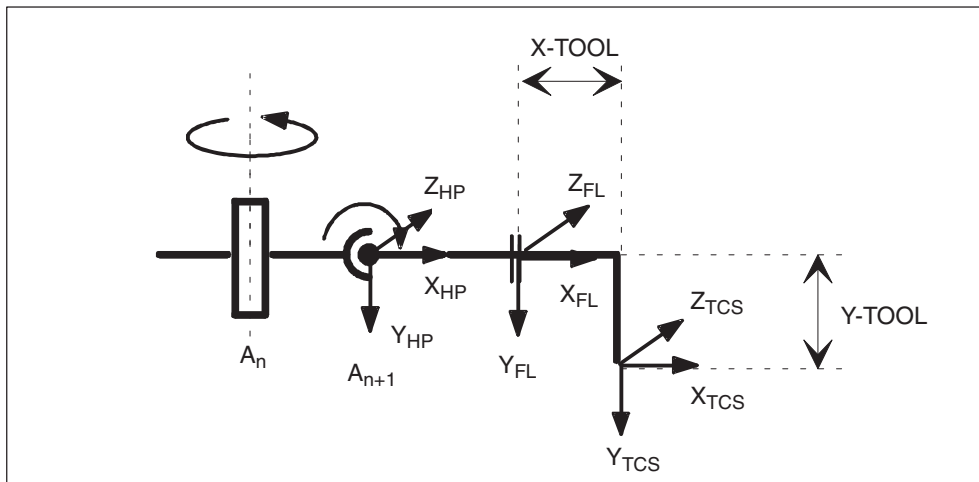 X-TOOL
Z_HP
Z_FL
X_HP
X_FL
Z_TCS
Y-TOOL
Y_HP
A_n
A_n+1
Y_FL
X_TCS
Y_TCS